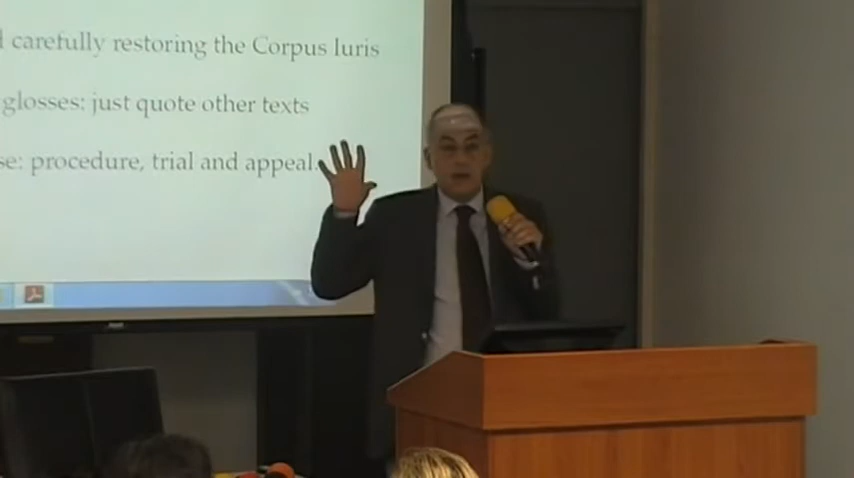 carefully restoring the Corpus Iuris
glosses: just quote other texts
se: procedure, trial and appeal.